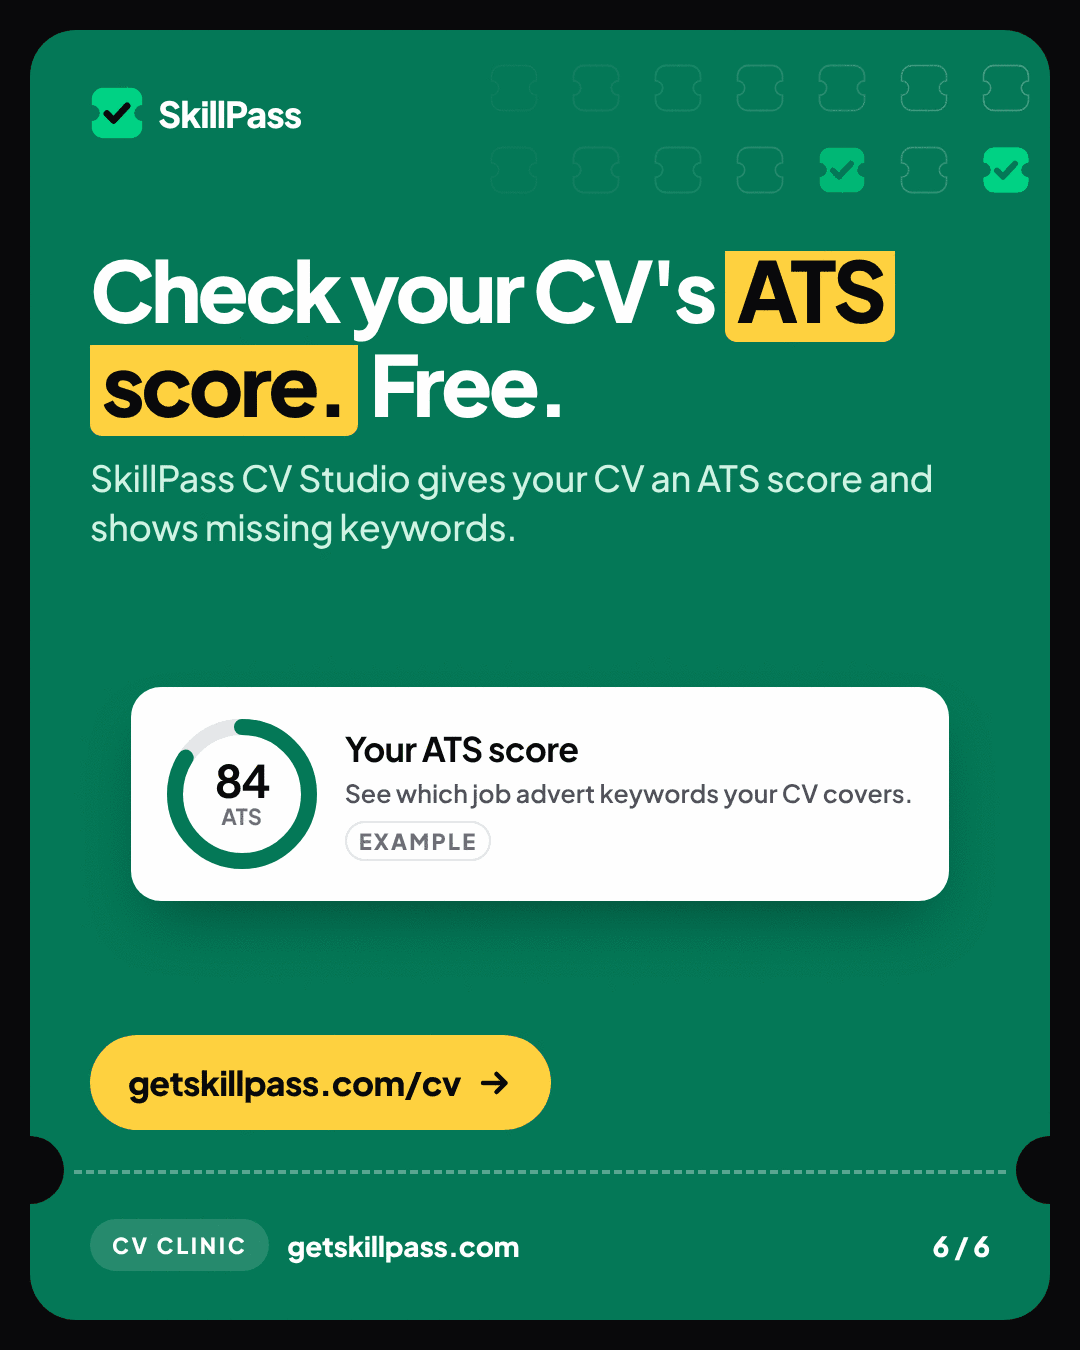 SkillPass
Check your CV's ATS
score. Free.
SkillPass CV Studio gives your CV an ATS score and
shows missing keywords.
84
ATS
Your ATS score
See which job advert keywords your CV covers.
EXAMPLE
getskillpass.com/cv →
CV CLINIC getskillpass.com 6 / 6